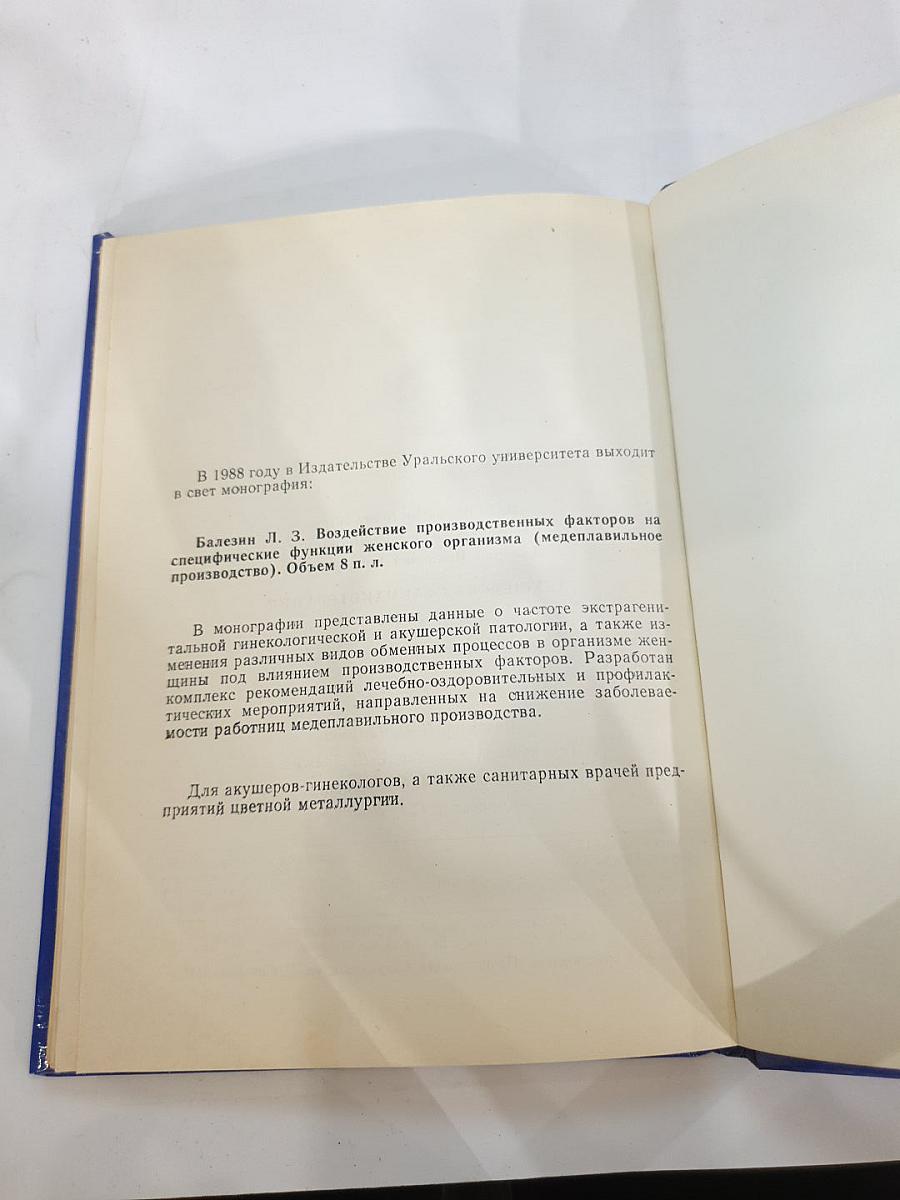 В 1988 году в Издательстве Уральского университета выходит
в свет монография:
Балезин Л. З. Воздействие производственных факторов на
специфические функции женского организма (медеплавильное
производство). Объем 8 п. л.
В монографии представлены данные о частоте экстрагени-
тальной гинекологической и акушерской патологии, а также из-
менения различных видов обменных процессов в организме жен-
щины под влиянием производственных факторов. Разработан
комплекс рекомендаций лечебно-оздоровительных и профилак-
тических мероприятий, направленных на снижение заболевае-
мости работниц медеплавильного производства.
Для акушеров-гинекологов, а также санитарных врачей пред-
приятий цветной металлургии.